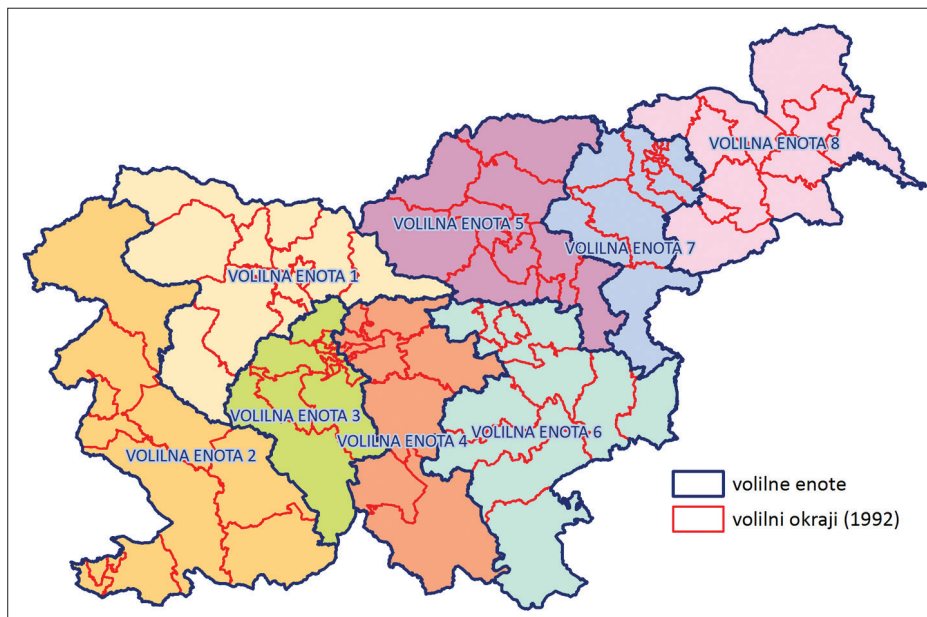 VOLILNA ENOTA 8
VOLILNA ENOTA 5
VOLILNA ENOTA 7
VOLILNA ENOTA 1
VOLILNA ENOTA 3
VOLILNA ENOTA 4
VOLILNA ENOTA 6
VOLILNA ENOTA 2
volilne enote
volilni okraji (1992)